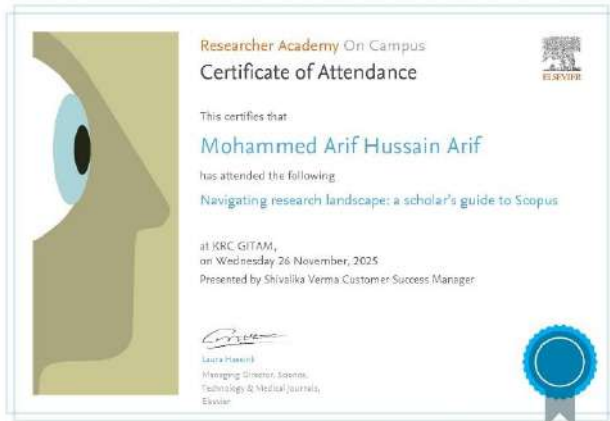 Researcher Academy On Campus
Certificate of Attendance
ELSEVIER
This certifies that
Mohammed Arif Hussain Arif
has attended the following
Navigating research landscape: a scholar's guide to Scopus
at KRC GITAM,
on Wednesday 26 November, 2025
Presented by Shivalika Verma Customer Success Manager
Laura Hassink
Managing Director, Science,
Technology & Medical Journals,
Elsevier